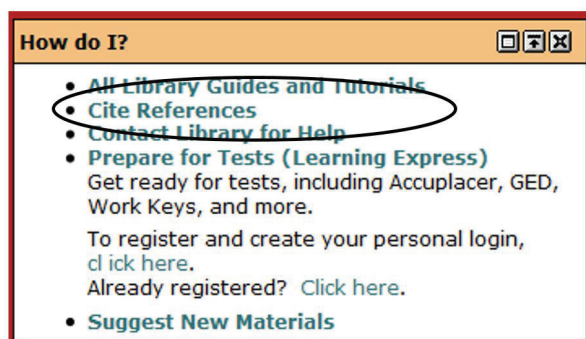 How do I?
• All Library Guides and Tutorials
• Cite References
• Contact Library for Help
• Prepare for Tests (Learning Express)
Get ready for tests, including Accuplacer, GED,
Work Keys, and more.
To register and create your personal login,
cl ick here.
Already registered? Click here.
• Suggest New Materials